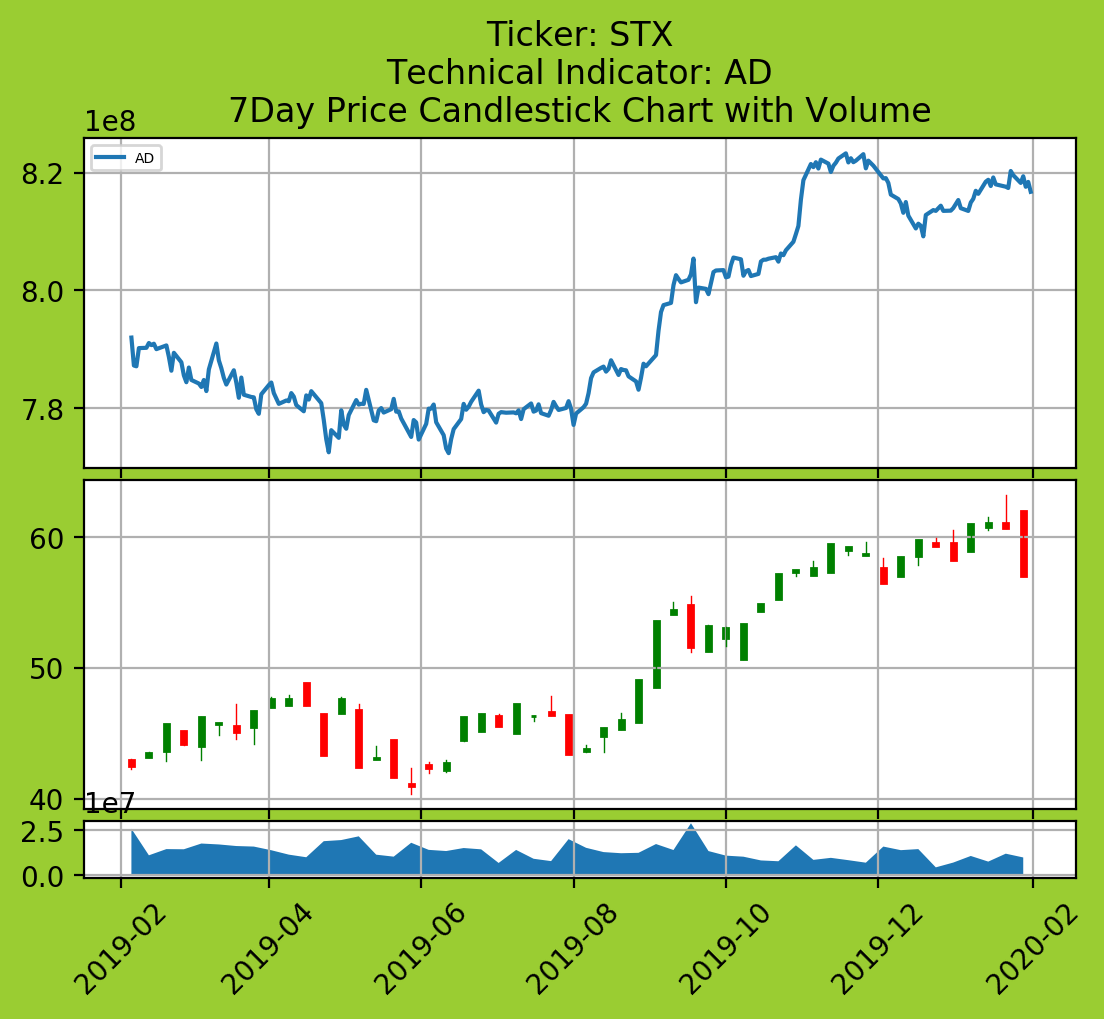 Ticker: STX
Technical Indicator: AD
7Day Price Candlestick Chart with Volume
1e8
AD
8.2
8.0
7.8
60
50
40
1e7
2.5
0.0
2019-02
2019-04
2019-06
2019-08
2019-10
2019-12
2020-02